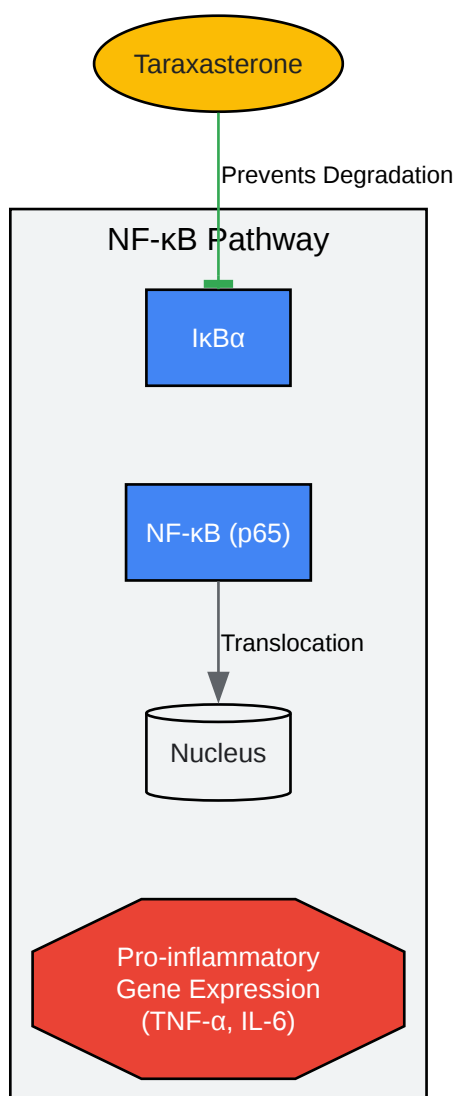 Taraxasterone
Prevents Degradation
NF-κB Pathway
IκBα
NF-κB (p65)
Translocation
Nucleus
Pro-inflammatory
Gene Expression
(TNF-α, IL-6)